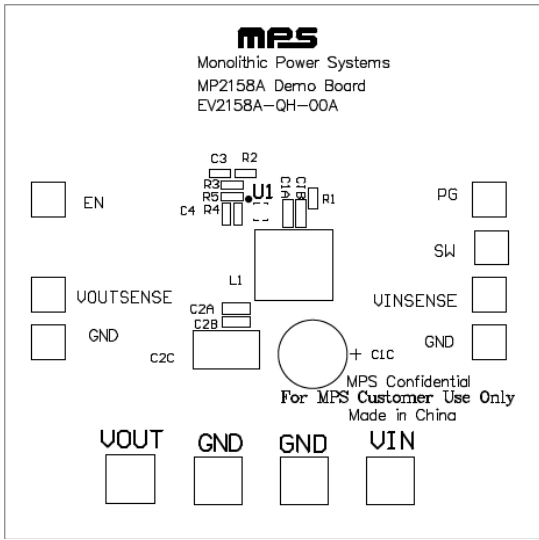 mps
Monolithic Power Systems
MP2158A Demo Board
EV2158A-QH-00A
C3 R2
R3
R5
C4 R4
U1
C1A
C1B
R1
EN
PG
SW
L1
VOUTSENSE
VINSENSE
C2A
C2B
GND
GND
C2C
+ C1C
MPS Confidential
For MPS Customer Use Only
Made in China
VOUT GND GND VIN